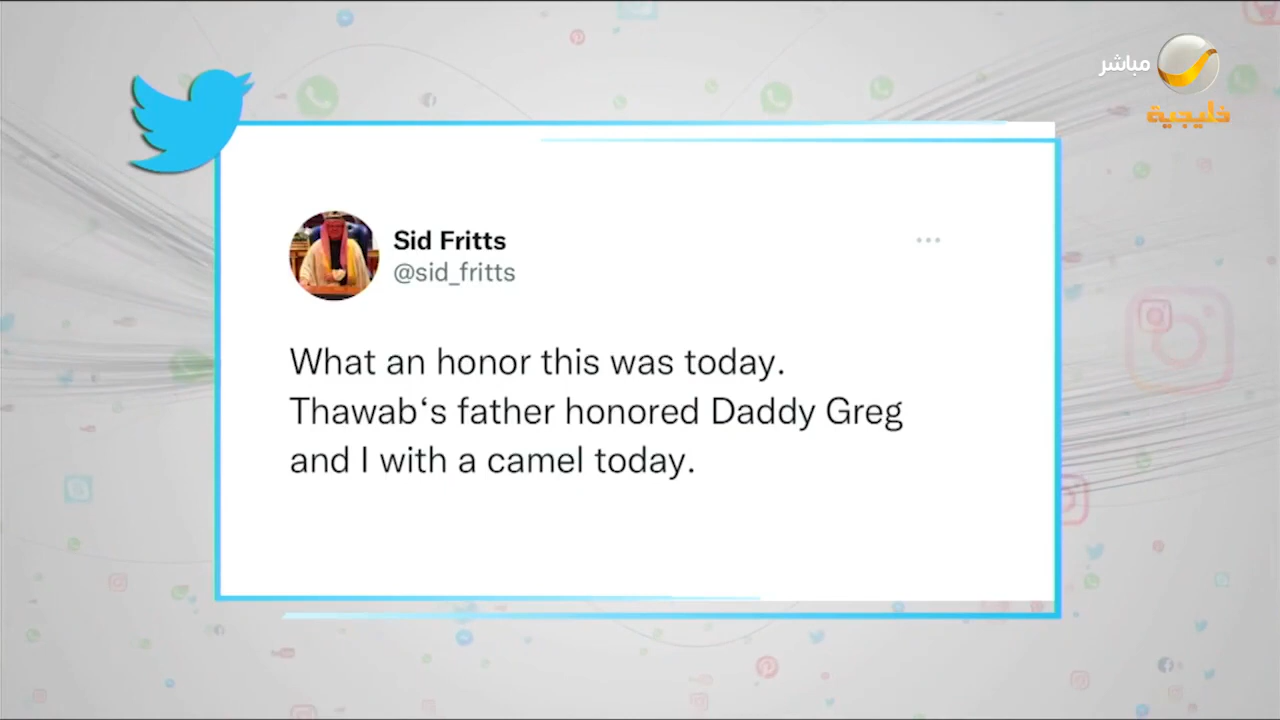 مباشر
خليجية
Sid Fritts
@sid_fritts
What an honor this was today.
Thawab‘s father honored Daddy Greg
and I with a camel today.